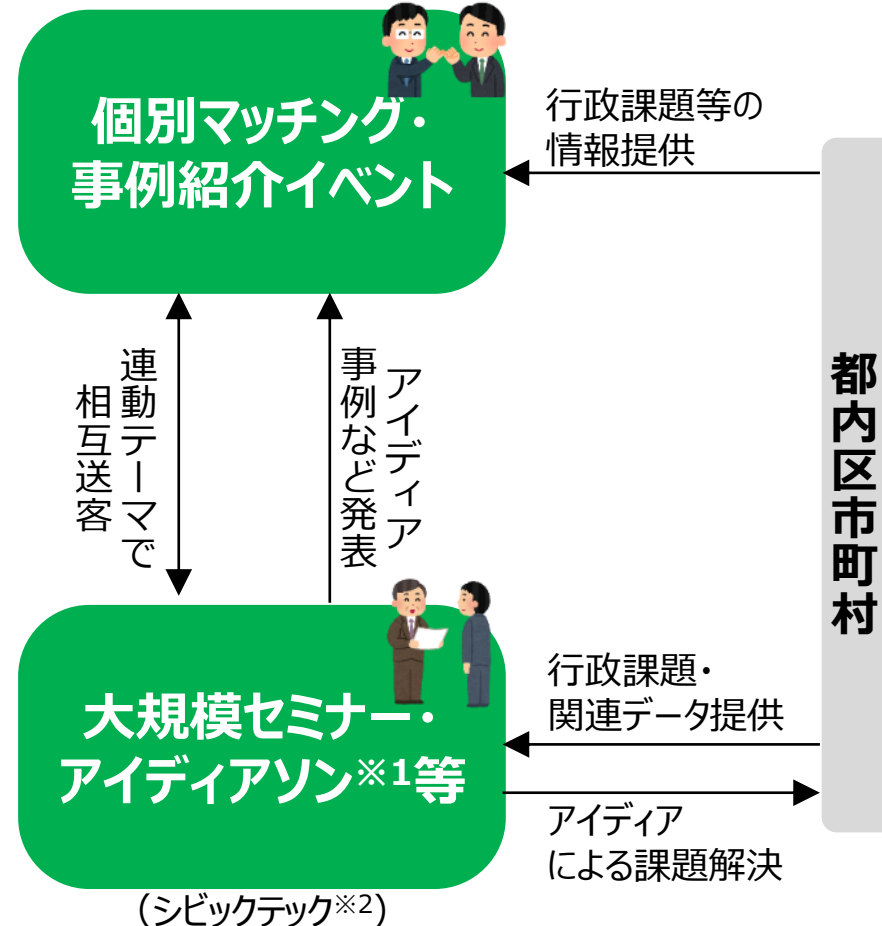 個別マッチング・
事例紹介イベント
行政課題等の
情報提供
連動テーマで
相互送客
アイディア
事例など発表
都内区市町村
大規模セミナー・
アイディアソン※1等
(シビックテック※2)
行政課題・
関連データ提供
アイディア
による課題解決